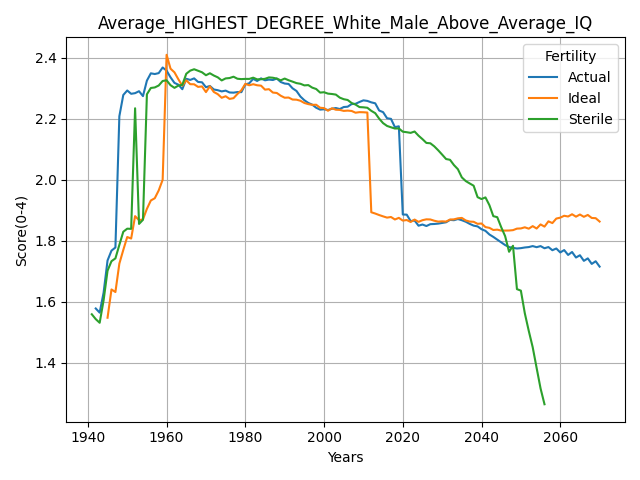 Average_HIGHEST_DEGREE_White_Male_Above_Average_IQ
Fertility
Actual
Ideal
Sterile
Score(0-4)
2.4
2.2
2.0
1.8
1.6
1.4
1940 1960 1980 2000 2020 2040 2060
Years